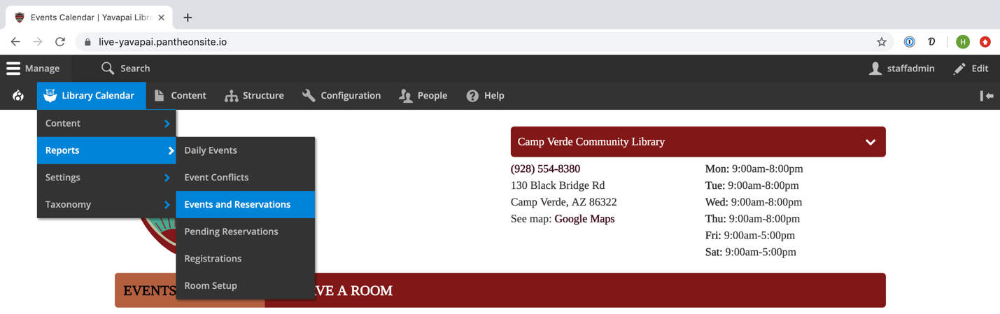 Events Calendar | Yavapai Libra
live-yavapai.pantheonsite.io
H
Manage Search staffadmin Edit
Library Calendar Content Structure Configuration People Help
Content
Reports
Settings
Taxonomy
Daily Events
Event Conflicts
Events and Reservations
Pending Reservations
Registrations
Room Setup
Camp Verde Community Library
(928) 554-8380
130 Black Bridge Rd
Camp Verde, AZ 86322
See map: Google Maps
Mon: 9:00am-8:00pm
Tue: 9:00am-8:00pm
Wed: 9:00am-8:00pm
Thu: 9:00am-8:00pm
Fri: 9:00am-5:00pm
Sat: 9:00am-5:00pm
EVENTS VE A ROOM